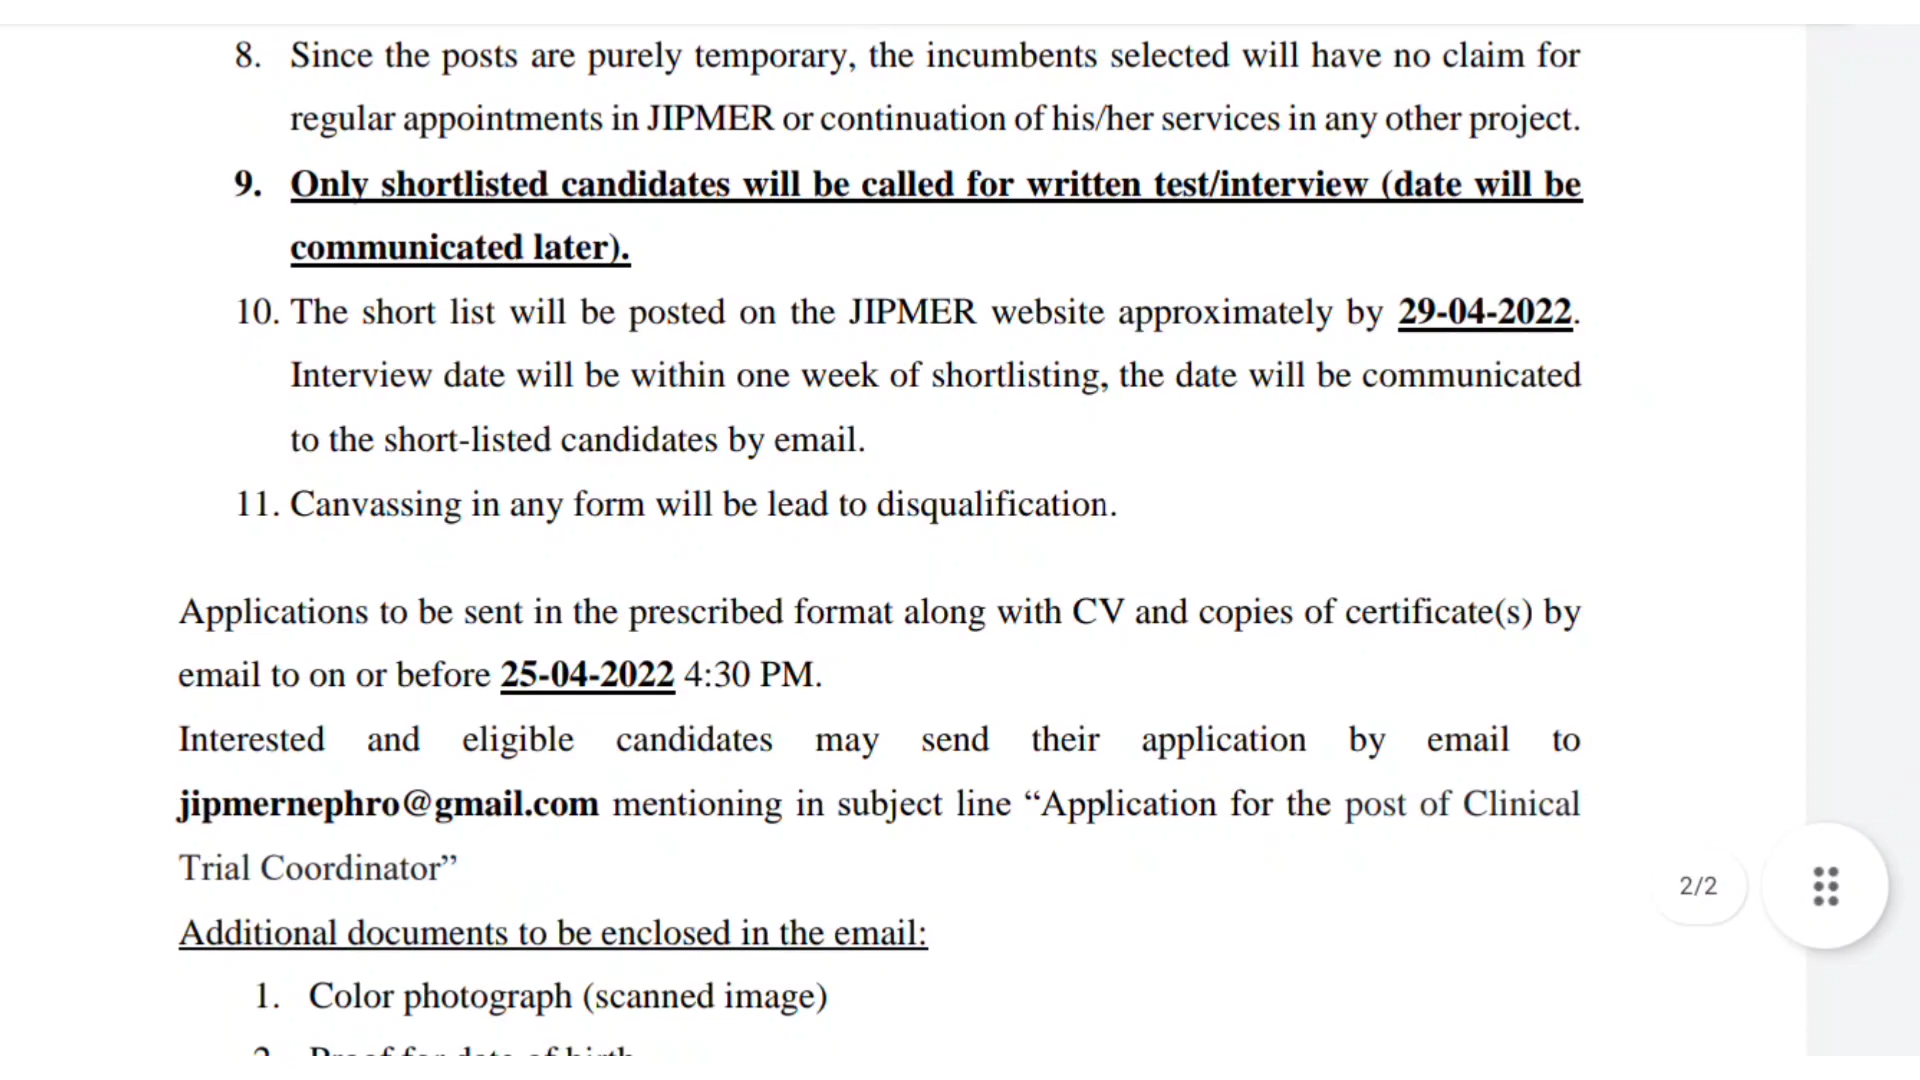 8. Since the posts are purely temporary, the incumbents selected will have no claim for
regular appointments in JIPMER or continuation of his/her services in any other project.
9. Only shortlisted candidates will be called for written test/interview (date will be
communicated later).
10. The short list will be posted on the JIPMER website approximately by 29-04-2022.
Interview date will be within one week of shortlisting, the date will be communicated
to the short-listed candidates by email.
11. Canvassing in any form will be lead to disqualification.
Applications to be sent in the prescribed format along with CV and copies of certificate(s) by
email to on or before 25-04-2022 4:30 PM.
Interested and eligible candidates may send their application by email to
jipmernephro@gmail.com mentioning in subject line “Application for the post of Clinical
Trial Coordinator”
2/2
Additional documents to be enclosed in the email:
1. Color photograph (scanned image)
2. Proof for date of birth